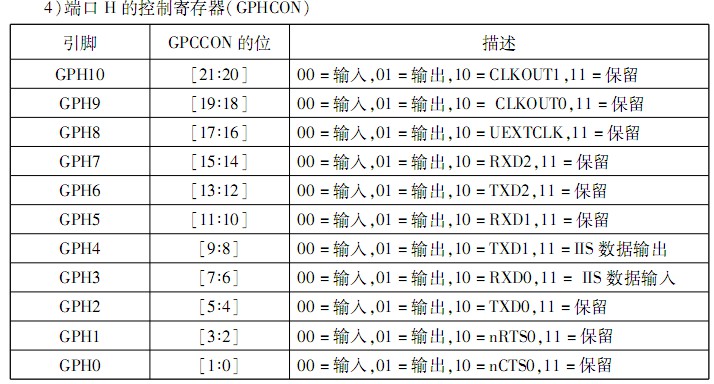 4)端口 H 的控制寄存器(GPHCON)
引脚 GPCCON 的位 描述
GPH10 [21:20] 00=输入,01=输出,10=CLKOUT1,11=保留
GPH9 [19:18] 00=输入,01=输出,10= CLKOUT0,11=保留
GPH8 [17:16] 00=输入,01=输出,10=UEXTCLK,11=保留
GPH7 [15:14] 00=输入,01=输出,10=RXD2,11=保留
GPH6 [13:12] 00=输入,01=输出,10=TXD2,11=保留
GPH5 [11:10] 00=输入,01=输出,10=RXD1,11=保留
GPH4 [9:8] 00=输入,01=输出,10=TXD1,11=IIS 数据输出
GPH3 [7:6] 00=输入,01=输出,10=RXD0,11= IIS 数据输入
GPH2 [5:4] 00=输入,01=输出,10=TXD0,11=保留
GPH1 [3:2] 00=输入,01=输出,10=nRTS0,11=保留
GPH0 [1:0] 00=输入,01=输出,10=nCTS0,11=保留